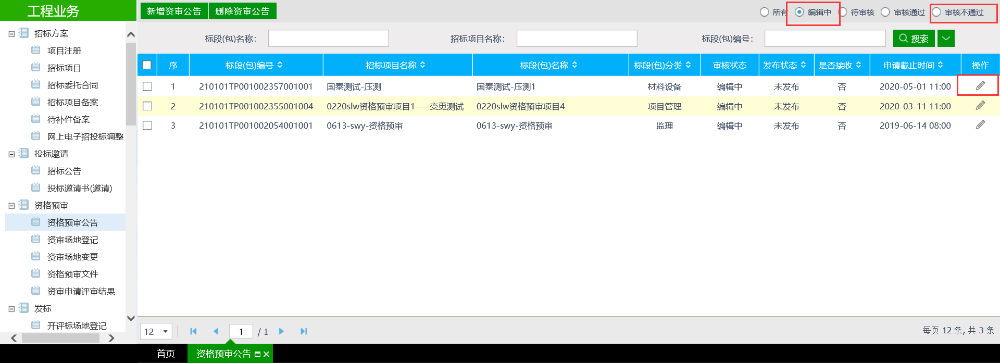 工程业务
招标方案
项目注册
招标项目
招标委托合同
招标项目备案
待补件备案
网上电子招投标调整
投标邀请
招标公告
投标邀请书(邀请)
资格预审
资格预审公告
资审场地登记
资审场地变更
资格预审文件
资审申请评审结果
发标
开评标场地登记
新增资审公告 删除资审公告 所有 编辑中 待审核 审核通过 审核不通过
标段(包)名称： 招标项目名称： 标段(包)编号： 搜索
序 标段(包)编号 招标项目名称 标段(包)名称 标段(包)分类 审核状态 发布状态 是否接收 申请截止时间 操作
1 210101TP001002357001001 国泰测试-压测 国泰测试-压测1 材料设备 编辑中 未发布 否 2020-05-01 11:00
2 210101TP001002355001004 0220slw资格预审项目1----变更测试 0220slw资格预审项目4 项目管理 编辑中 未发布 否 2020-03-11 11:00
3 210101TP001002054001001 0613-swy-资格预审 0613-swy-资格预审 监理 编辑中 未发布 否 2019-06-14 08:00
12 1 / 1 每页 12 条, 共 3 条
首页 资格预审公告